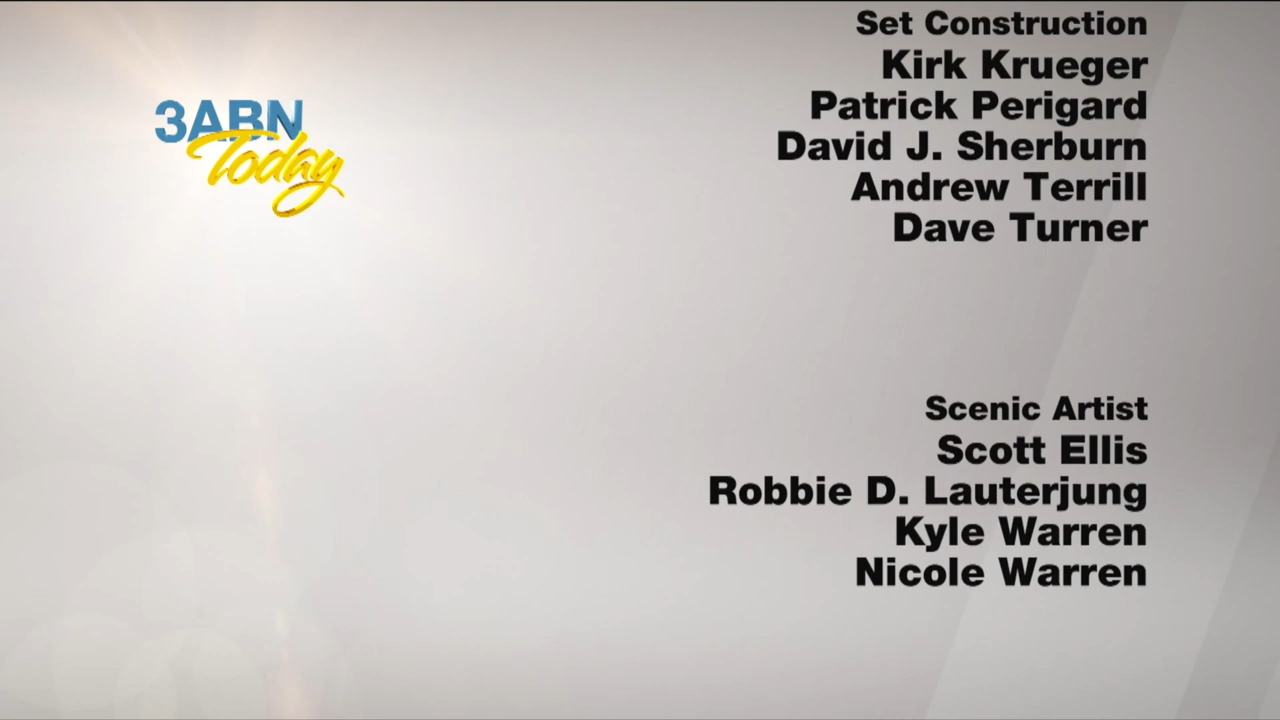 3ABN
Today
Set Construction
Kirk Krueger
Patrick Perigard
David J. Sherburn
Andrew Terrill
Dave Turner
Scenic Artist
Scott Ellis
Robbie D. Lauterjung
Kyle Warren
Nicole Warren